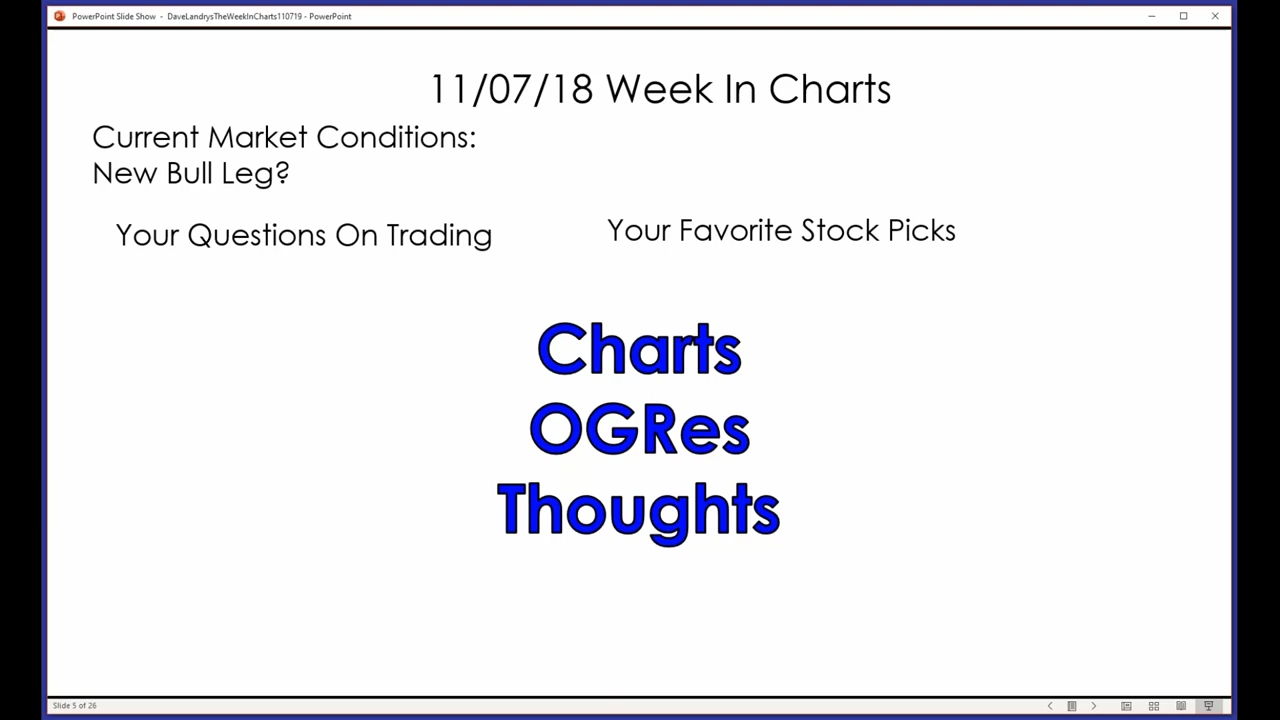 PowerPoint Slide Show - DaveLandrysTheWeekInCharts110719 - PowerPoint
11/07/18 Week In Charts
Current Market Conditions:
New Bull Leg?
Your Questions On Trading
Your Favorite Stock Picks
Charts
OGRes
Thoughts
Slide 5 of 26